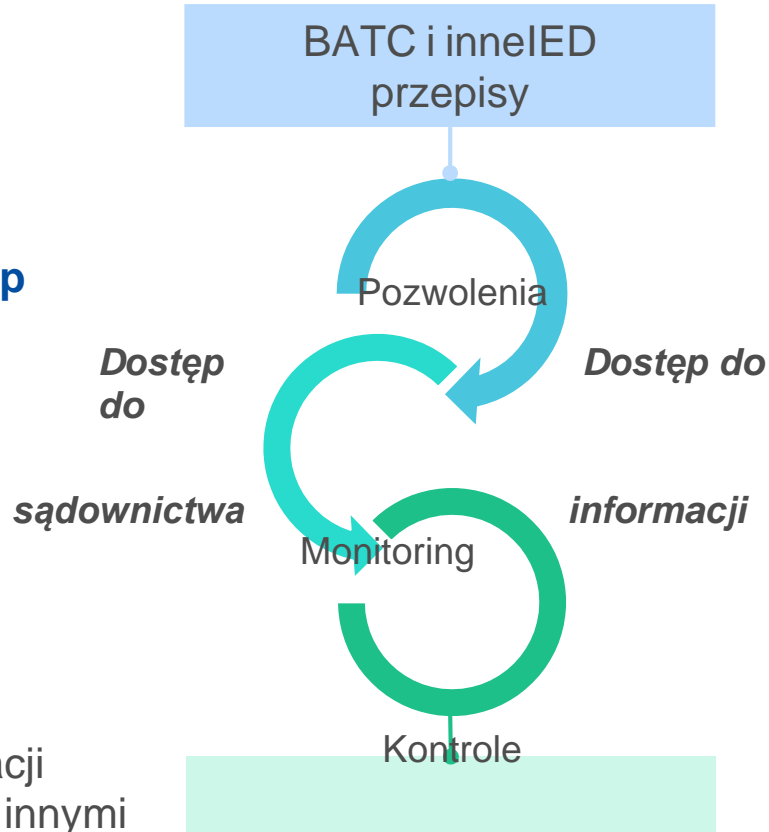 BATC i inneIED
przepisy
p
Pozwolenia
Dostęp
do
Dostęp do
sądownictwa
informacji
Monitoring
Kontrole
acji
innymi